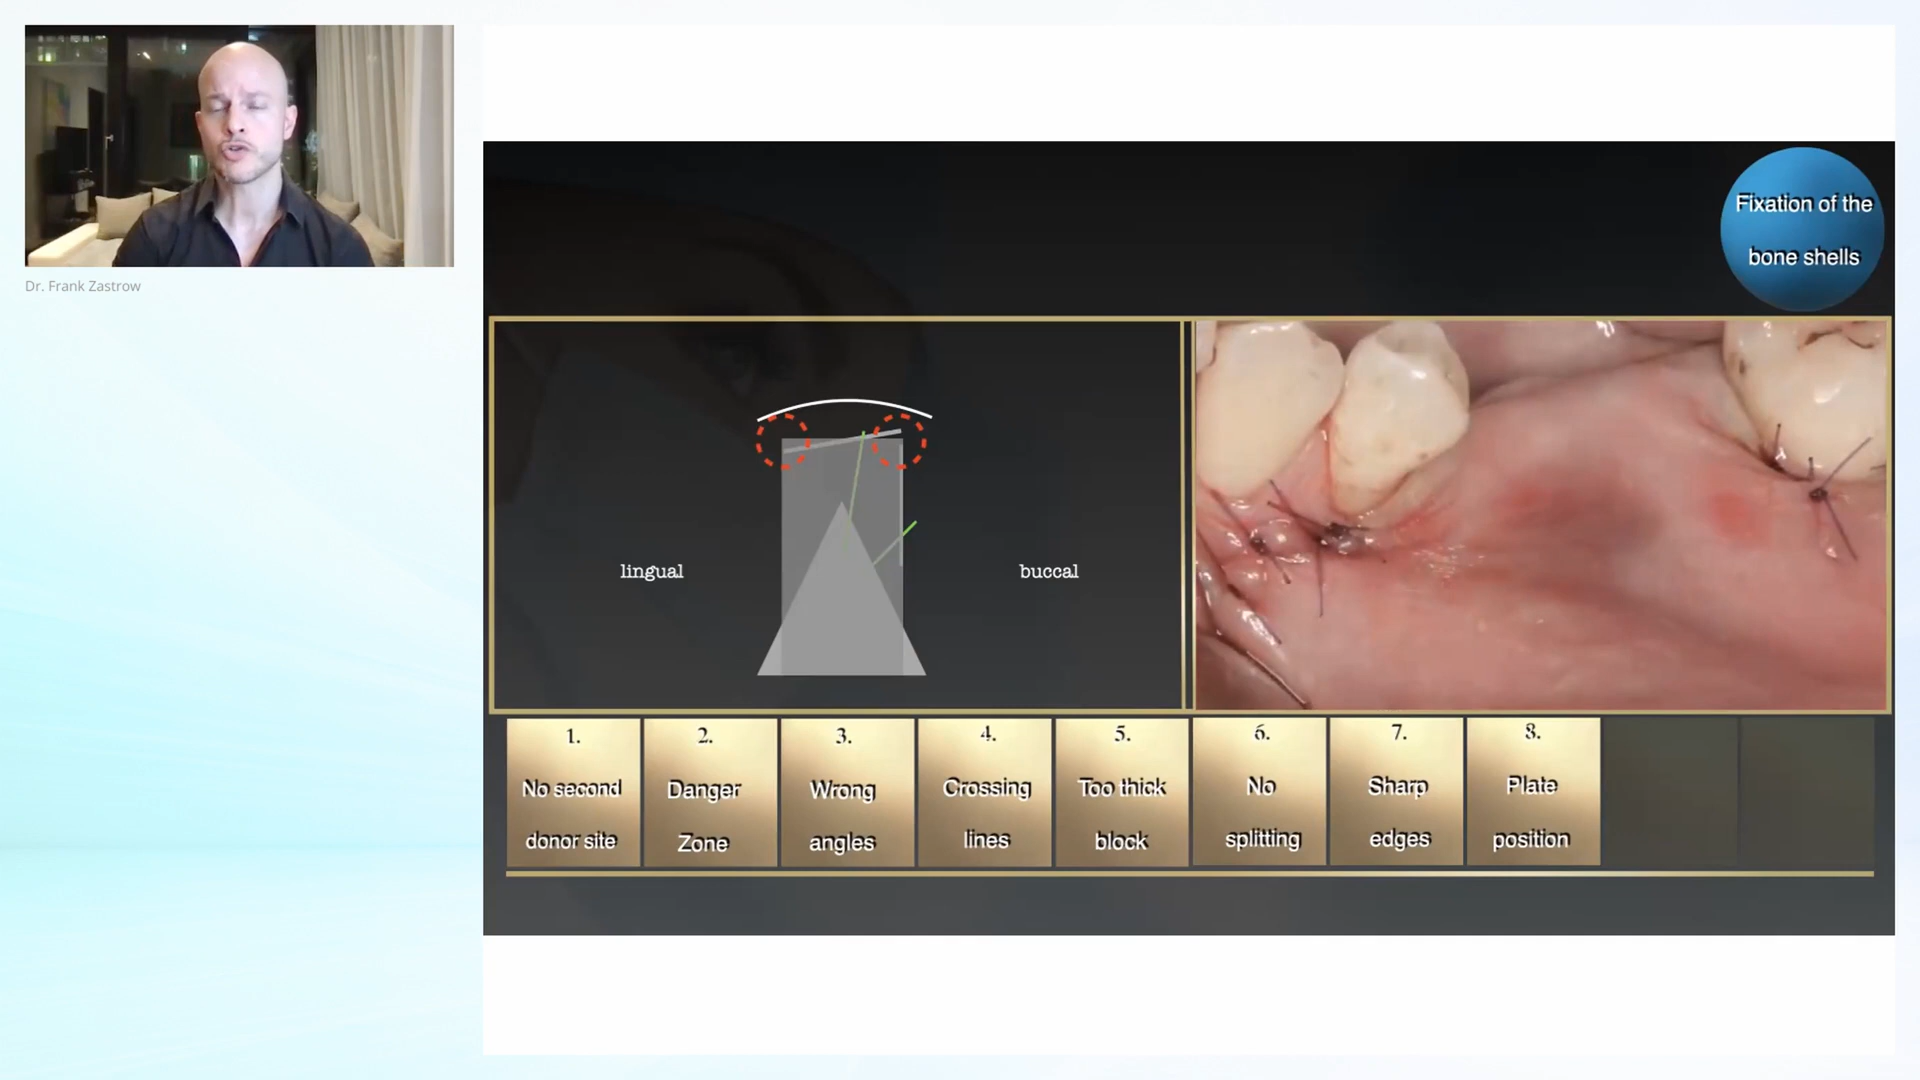 Dr. Frank Zastrow
Fixation of the
bone shells
lingual
buccal
1.
No second
donor site
2.
Danger
Zone
3.
Wrong
angles
4.
Crossing
lines
5.
Too thick
block
6.
No
splitting
7.
Sharp
edges
8.
Plate
position